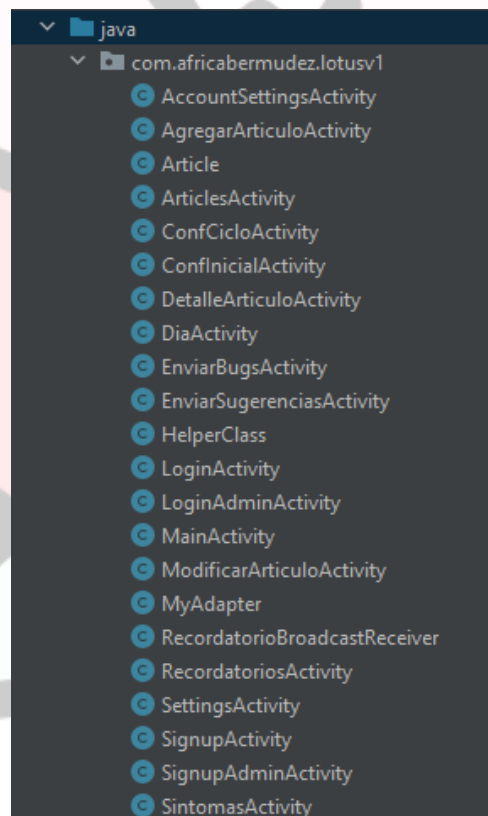 java
com.africabermudez.lotusv1
C AccountSettingsActivity
C AgregarArticuloActivity
C Article
C ArticlesActivity
C ConfCicloActivity
C ConfInicialActivity
C DetalleArticuloActivity
C DiaActivity
C EnviarBugsActivity
C EnviarSugerenciasActivity
C HelperClass
C LoginActivity
C LoginAdminActivity
C MainActivity
C ModificarArticuloActivity
C MyAdapter
C RecordatorioBroadcastReceiver
C RecordatoriosActivity
C SettingsActivity
C SignupActivity
C SignupAdminActivity
C SintomasActivity